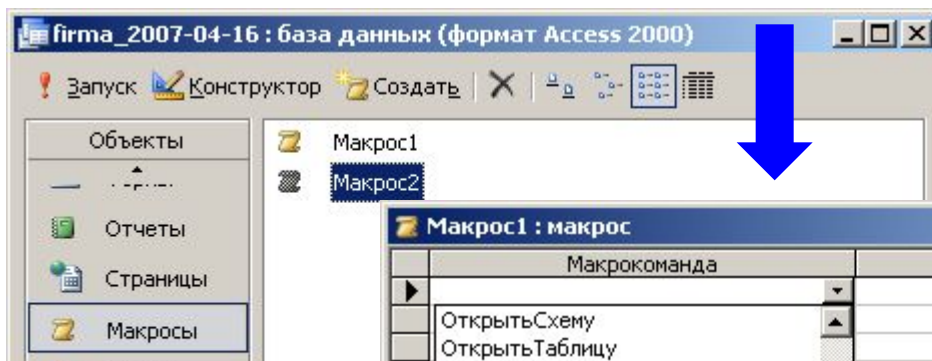 firma_2007-04-16 : база данных (формат Access 2000)
Запуск Конструктор Создать
Объекты
Макрос1
Макрос2
Отчеты
Страницы
Макросы
Макрос1 : макрос
Макрокоманда
ОткрытьСхему
ОткрытьТаблицу